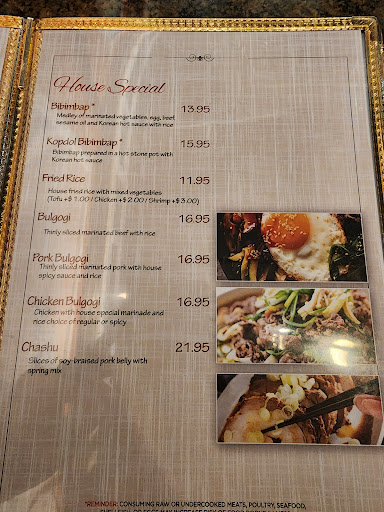 House Special
Bibimbap * 13.95
Medley of marinated vegetables, egg, beef,
sesame oil and Korean hot sauce with rice
Kopdol Bibimbap * 15.95
Bibimbap prepared in a hot stone pot with
Korean hot sauce
Fried Rice 11.95
House fried rice with mixed vegetables
(Tofu +$ 1.00 / Chicken +$ 2.00 / Shrimp +$ 3.00)
Bulgogi 16.95
Thinly sliced marinated beef with rice
Pork Bulgogi 16.95
Thinly sliced marinated pork with house
spicy sauce and rice
Chicken Bulgogi 16.95
Chicken with house special marinade and
rice choice of regular or spicy
Chashu 21.95
Slices of soy-braised pork belly with
spring mix
*REMINDER: CONSUMING RAW OR UNDERCOOKED MEATS, POULTRY, SEAFOOD,